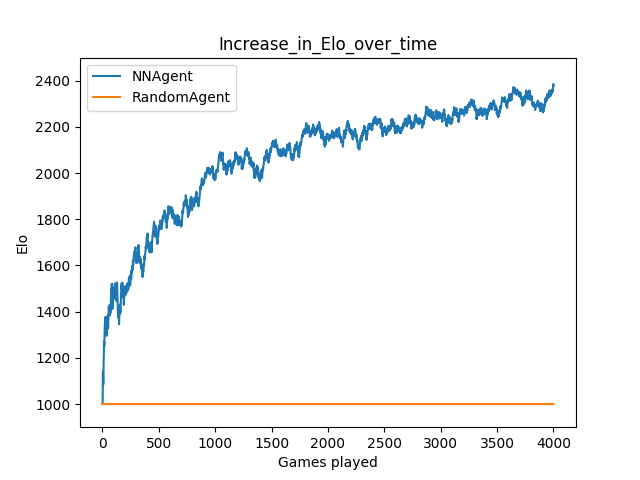 Increase_in_Elo_over_time
NNAgent
RandomAgent
2400
2200
2000
1800
1600
1400
1200
1000
Elo
0 500 1000 1500 2000 2500 3000 3500 4000
Games played